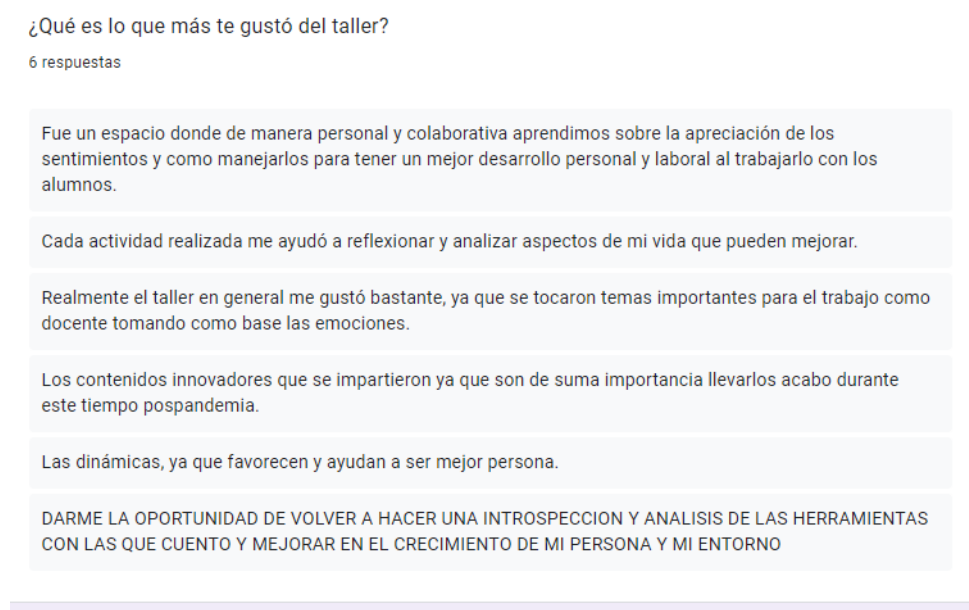 ¿Qué es lo que más te gustó del taller?
6 respuestas
Fue un espacio donde de manera personal y colaborativa aprendimos sobre la apreciación de los
sentimientos y como manejarlos para tener un mejor desarrollo personal y laboral al trabajarlo con los
alumnos.
Cada actividad realizada me ayudó a reflexionar y analizar aspectos de mi vida que pueden mejorar.
Realmente el taller en general me gustó bastante, ya que se tocaron temas importantes para el trabajo como
docente tomando como base las emociones.
Los contenidos innovadores que se impartieron ya que son de suma importancia llevarlos acabo durante
este tiempo pospandemia.
Las dinámicas, ya que favorecen y ayudan a ser mejor persona.
DARME LA OPORTUNIDAD DE VOLVER A HACER UNA INTROSPECCION Y ANALISIS DE LAS HERRAMIENTAS
CON LAS QUE CUENTO Y MEJORAR EN EL CRECIMIENTO DE MI PERSONA Y MI ENTORNO